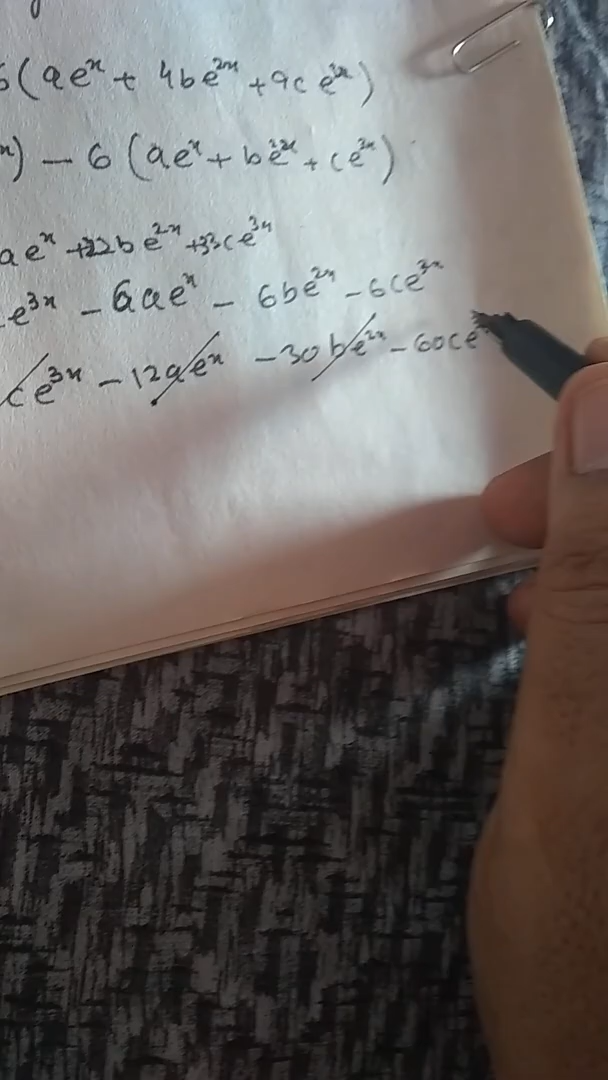 6(ae^x + 4be^2x + 9ce^3x)
x) - 6(ae^x + be^2x + ce^3x)
ae^x + 22be^2x + 33ce^3x
e^3x - 6ae^x - 6be^2x - 6ce^3x
ce^3x - 12ae^x - 30be^2x - 60ce